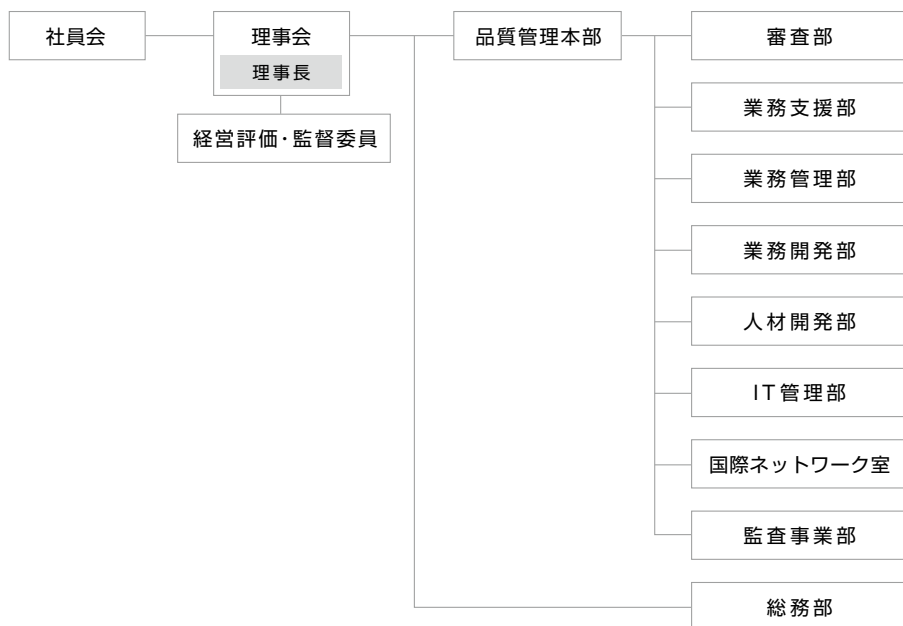 社員会
理事会
理事長
経営評価・監督委員
品質管理本部
審査部
業務支援部
業務管理部
業務開発部
人材開発部
IT管理部
国際ネットワーク室
監査事業部
総務部